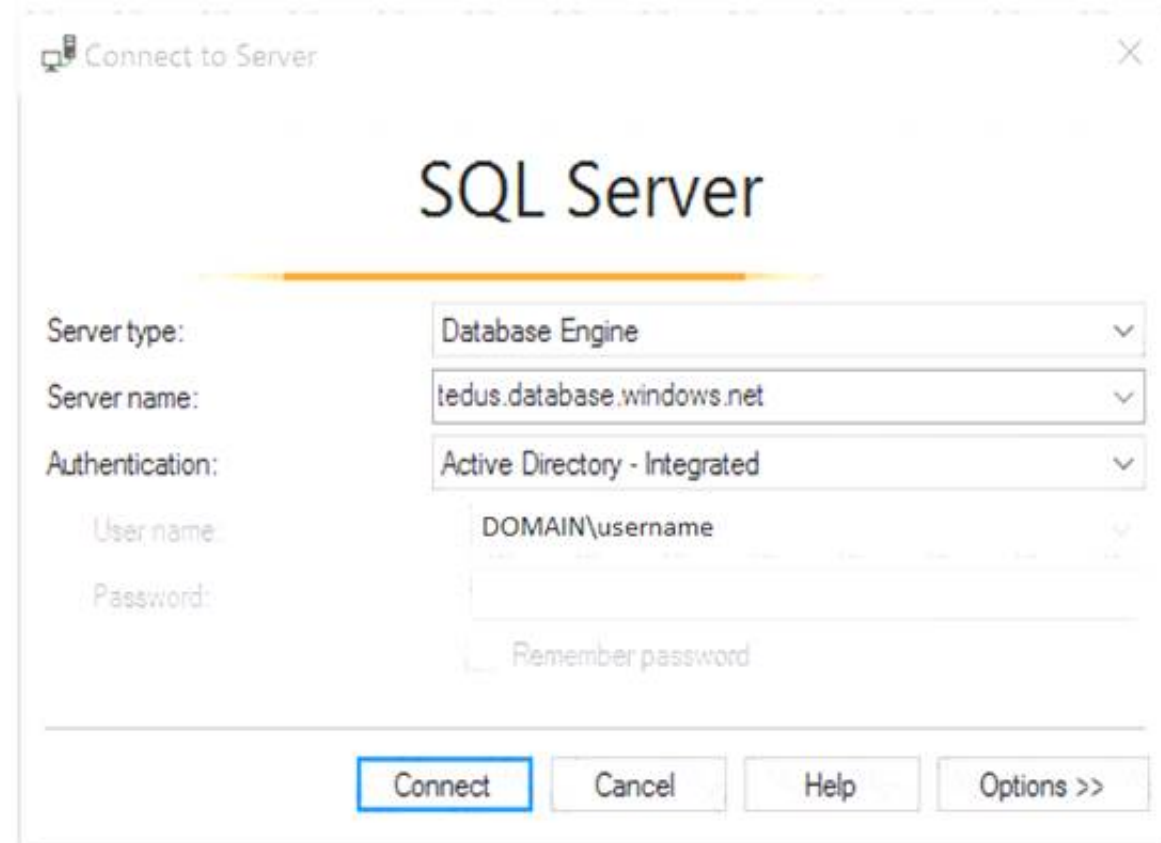 Connect to Server
SQL Server
Server type: Database Engine
Server name: tedus.database.windows.net
Authentication: Active Directory - Integrated
User name: DOMAIN\username
Password:
Remember password
Connect Cancel Help Options >>